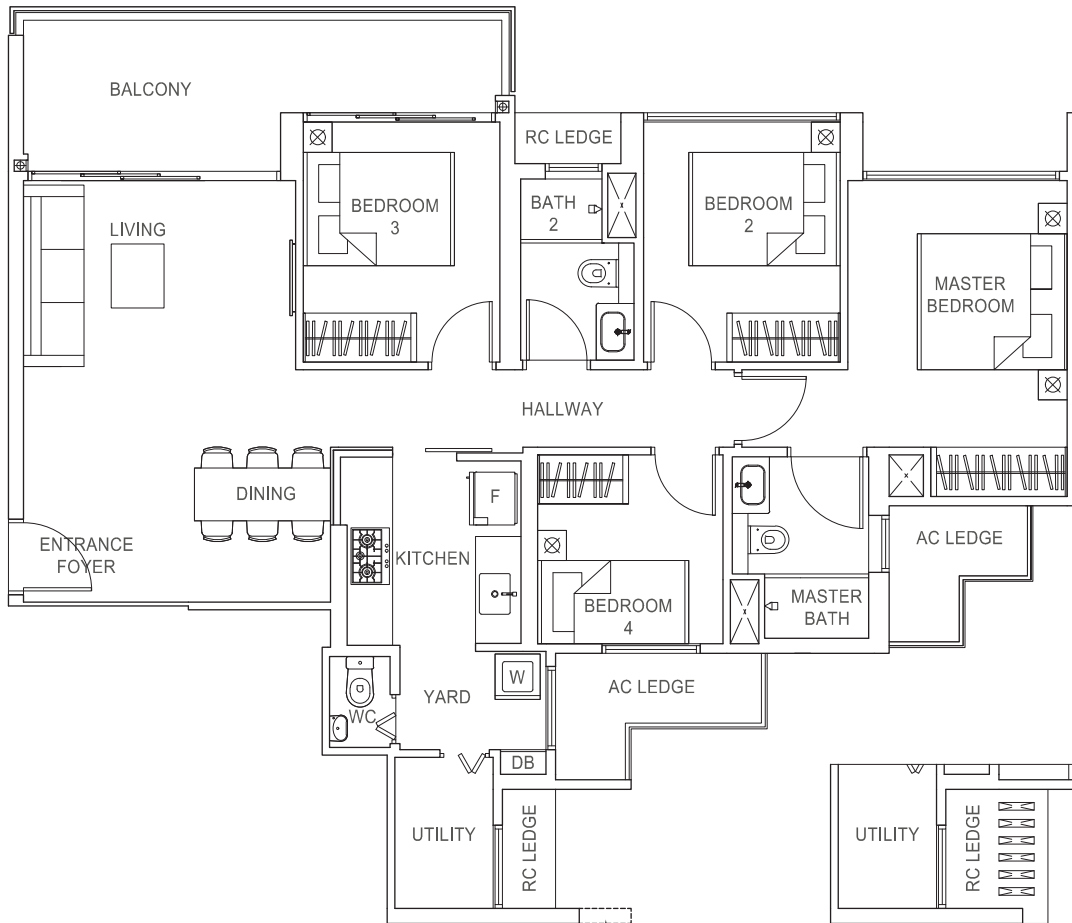 BALCONY
RC LEDGE
BATH
2
BEDROOM
3
BEDROOM
2
LIVING
MASTER
BEDROOM
HALLWAY
DINING
F
ENTRANCE
FOYER
KITCHEN
AC LEDGE
BEDROOM
4
MASTER
BATH
W
AC LEDGE
YARD
WC
DB
UTILITY
RC LEDGE
UTILITY
RC LEDGE